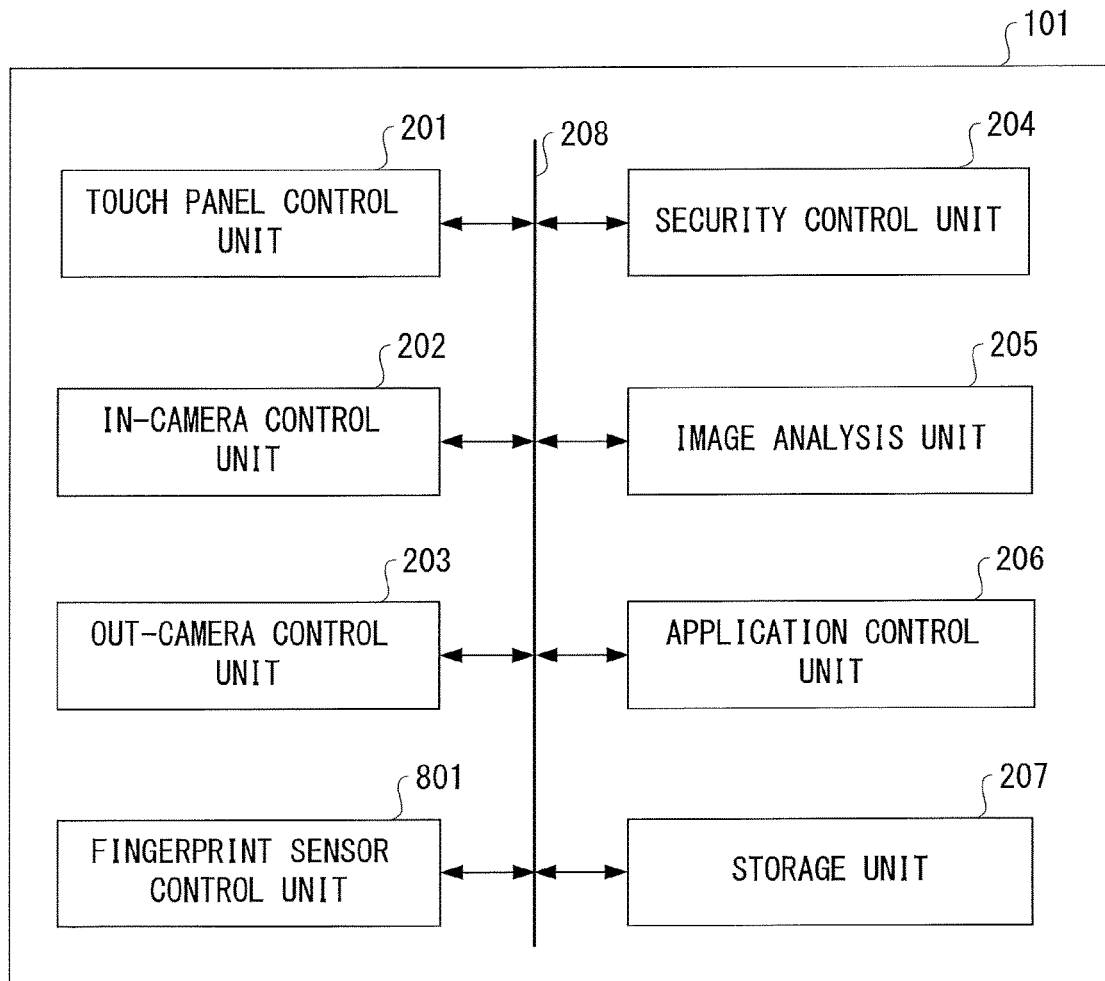 101
201
208
204
TOUCH PANEL CONTROL
UNIT
SECURITY CONTROL UNIT
202
205
IN-CAMERA CONTROL
UNIT
IMAGE ANALYSIS UNIT
203
206
OUT-CAMERA CONTROL
UNIT
APPLICATION CONTROL
UNIT
801
207
FINGERPRINT SENSOR
CONTROL UNIT
STORAGE UNIT